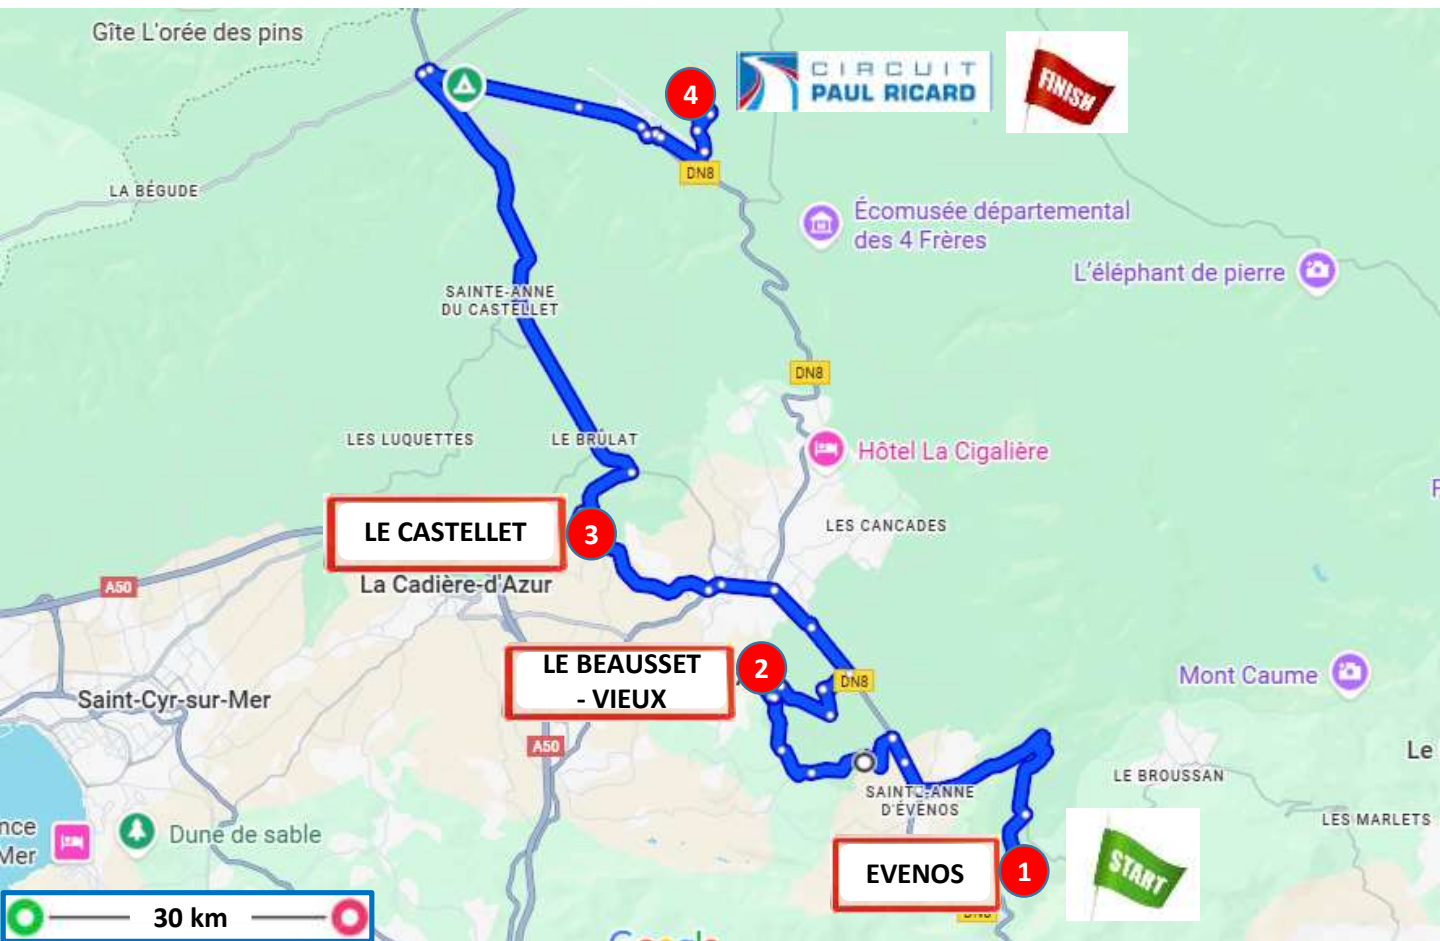 Gîte L'orée des pins
4
CIRCUIT
PAUL RICARD
FINISH
DN8
LA BÉGUDE
Écomusée départemental
des 4 Frères
L'éléphant de pierre
SAINTE-ANNE
DU CASTELLET
DN8
LES LUQUETTES
LE BRÛLAT
Hôtel La Cigalière
LE CASTELLET
3
LES CANCADES
A50
La Cadière-d'Azur
LE BEAUSSET
- VIEUX
2
DN8
Mont Caume
Saint-Cyr-sur-Mer
A50
Le
LE BROUSSAN
SAINTE-ANNE
D'ÉVENOS
LES MARLETS
nce
Mer
Dune de sable
EVENOS
1
START
30 km
DN8
Google